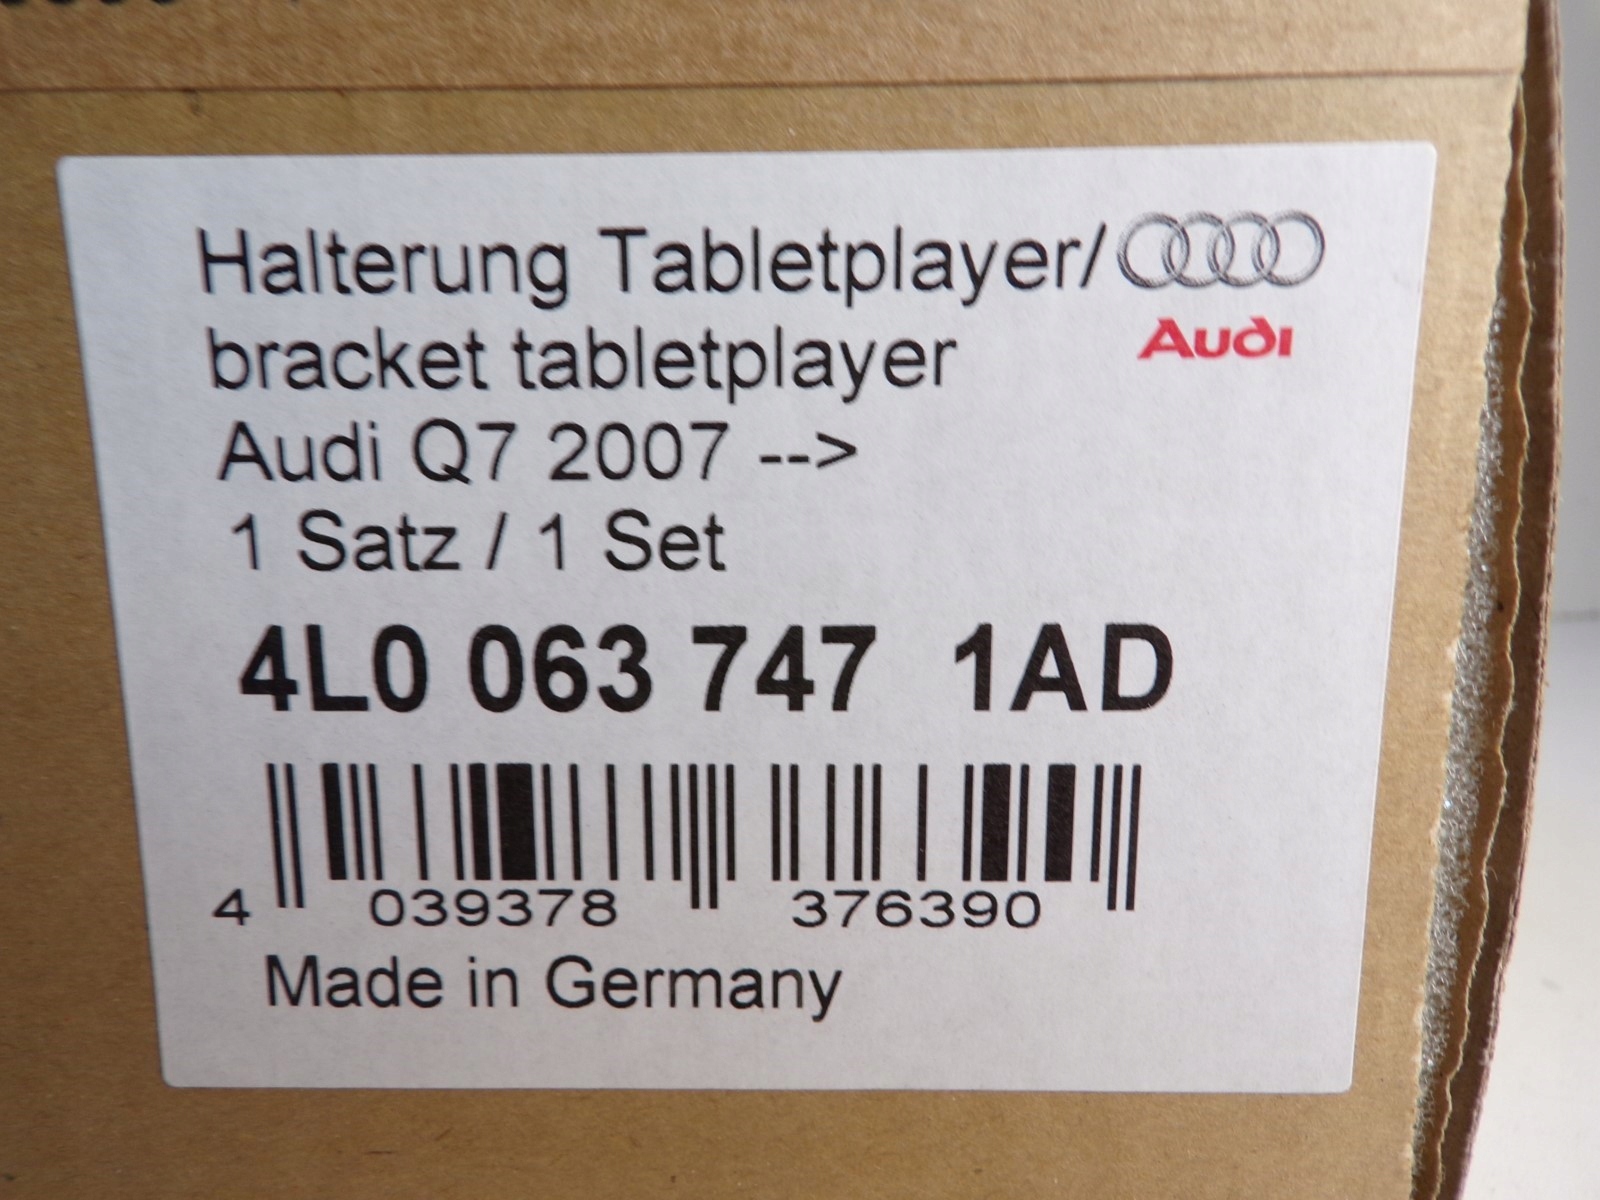 Halterung Tabletplayer/
Audi
bracket tabletplayer
Audi Q7 2007 -->
1 Satz / 1 Set
4L0 063 747 1AD
4 039378 376390
Made in Germany